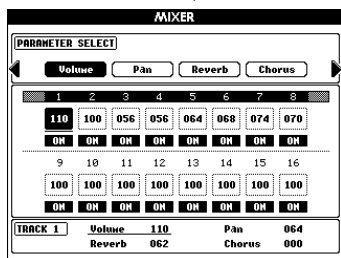 MIXER
PARAMETER SELECT
Volume Pan Reverb Chorus
1 2 3 4 5 6 7 8
110 100 056 056 064 068 074 070
ON ON ON ON ON ON ON ON
9 10 11 12 13 14 15 16
100 100 100 100 100 100 100 100
ON ON ON ON ON ON ON ON
TRACK 1 Volume 110 Pan 064
Reverb 062 Chorus 000